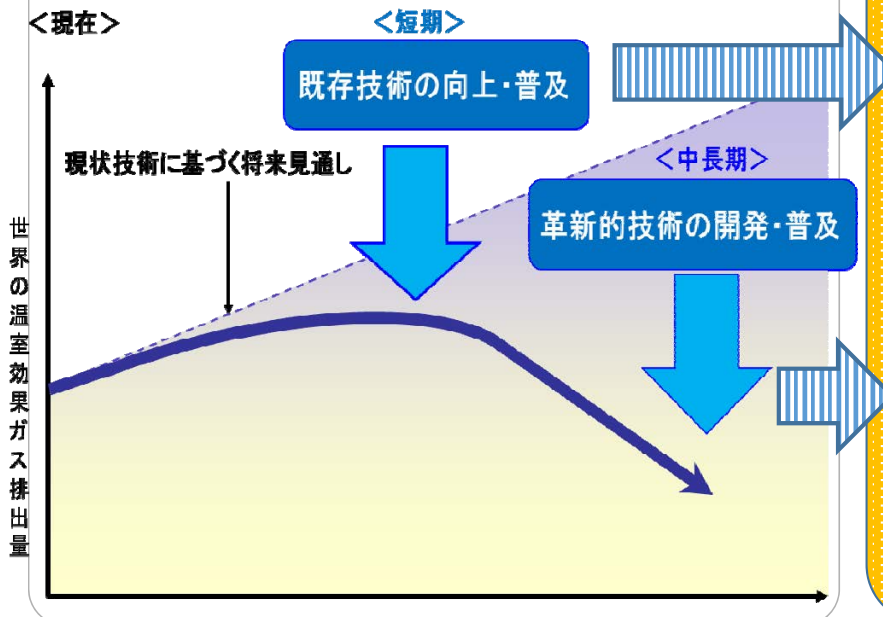 ＜現在＞
＜短期＞
既存技術の向上・普及
現状技術に基づく将来見通し
＜中長期＞
革新的技術の開発・普及
世界の温室効果ガス排出量